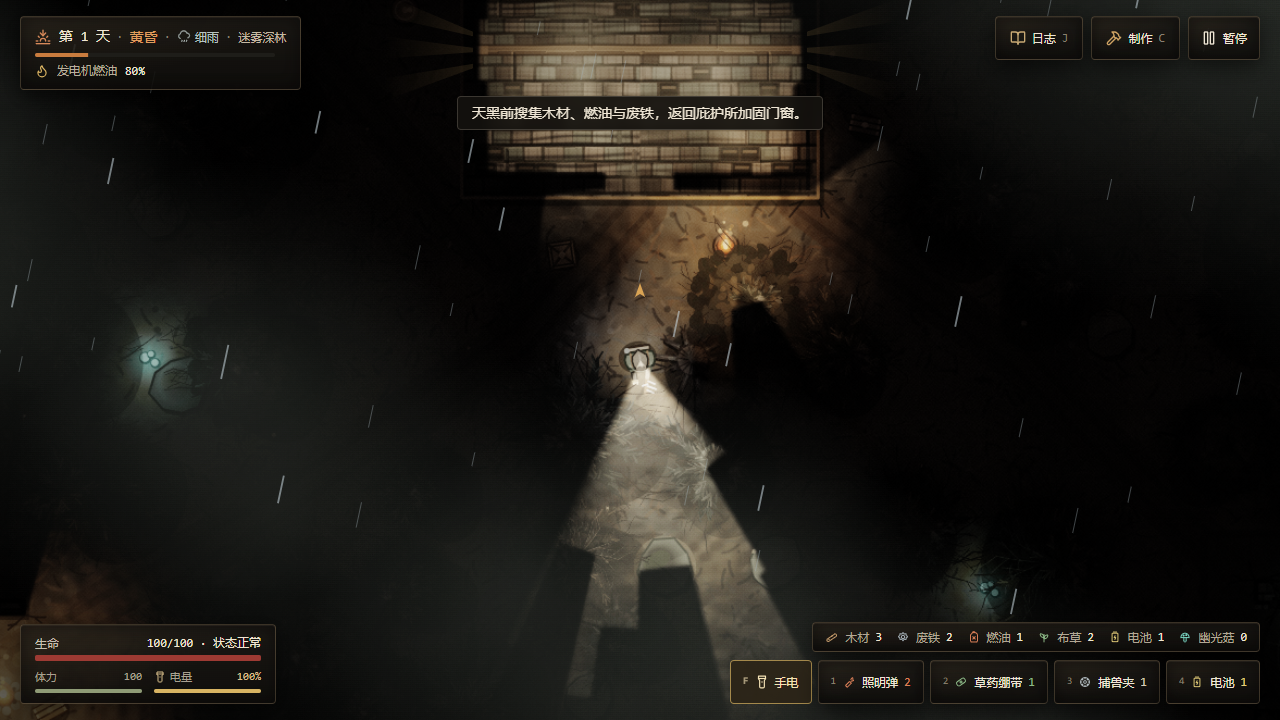 第 1 天 · 黄昏 · 细雨 · 迷雾深林
发电机燃油 80%
日志 J
制作 C
暂停
天黑前搜集木材、燃油与废铁，返回庇护所加固门窗。
生命 100/100 · 状态正常
体力 100 电量 100%
木材 3 废铁 2 燃油 1 布草 2 电池 1 幽光菇 0
F 手电
1 照明弹 2
2 草药绷带 1
3 捕兽夹 1
4 电池 1